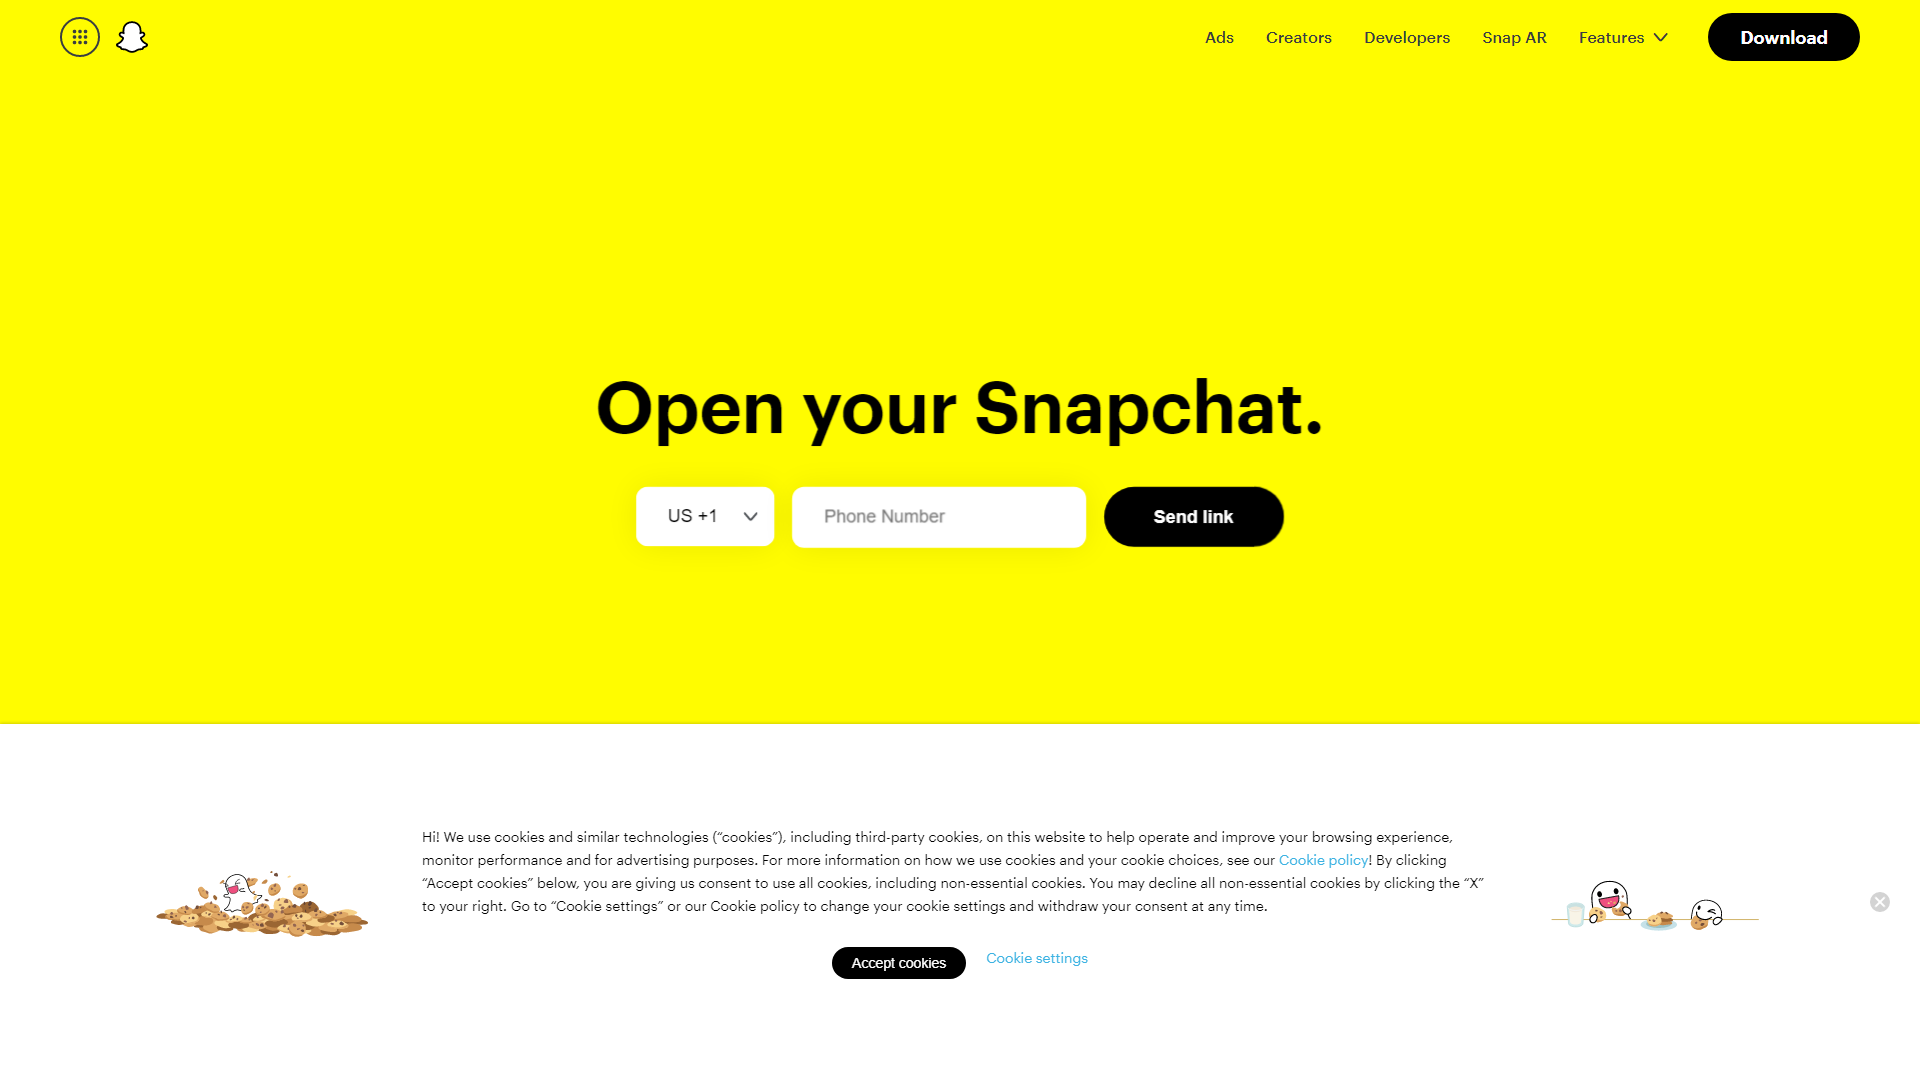 Ads Creators Developers Snap AR Features Download
Open your Snapchat.
US +1 Phone Number Send link
Hi! We use cookies and similar technologies (“cookies”), including third-party cookies, on this website to help operate and improve your browsing experience,
monitor performance and for advertising purposes. For more information on how we use cookies and your cookie choices, see our Cookie policy! By clicking
“Accept cookies” below, you are giving us consent to use all cookies, including non-essential cookies. You may decline all non-essential cookies by clicking the “X”
to your right. Go to “Cookie settings” or our Cookie policy to change your cookie settings and withdraw your consent at any time.
Accept cookies Cookie settings